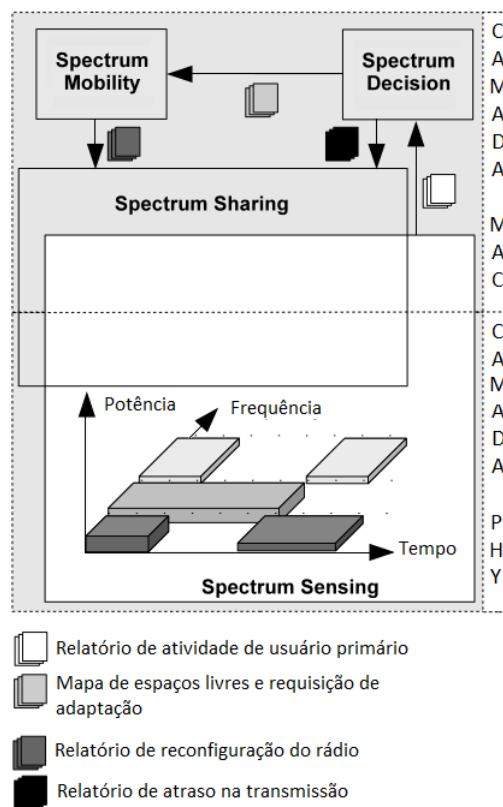 Spectrum
Mobility
Spectrum
Decision
Spectrum Sharing
Potência
Frequência
Tempo
Spectrum Sensing
C
A
M
A
D
A
M
A
C
C
A
M
A
D
A
P
H
Y
Relatório de atividade de usuário primário
Mapa de espaços livres e requisição de
adaptação
Relatório de reconfiguração do rádio
Relatório de atraso na transmissão